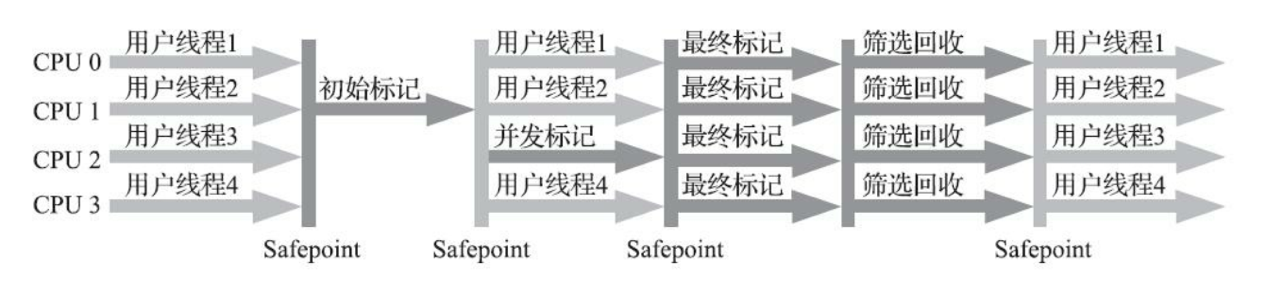 CPU 0 用户线程1 用户线程1 最终标记 筛选回收 用户线程1
CPU 1 用户线程2 初始标记 用户线程2 最终标记 筛选回收 用户线程2
CPU 2 用户线程3 并发标记 最终标记 筛选回收 用户线程3
CPU 3 用户线程4 用户线程4 最终标记 筛选回收 用户线程4
Safepoint Safepoint Safepoint Safepoint